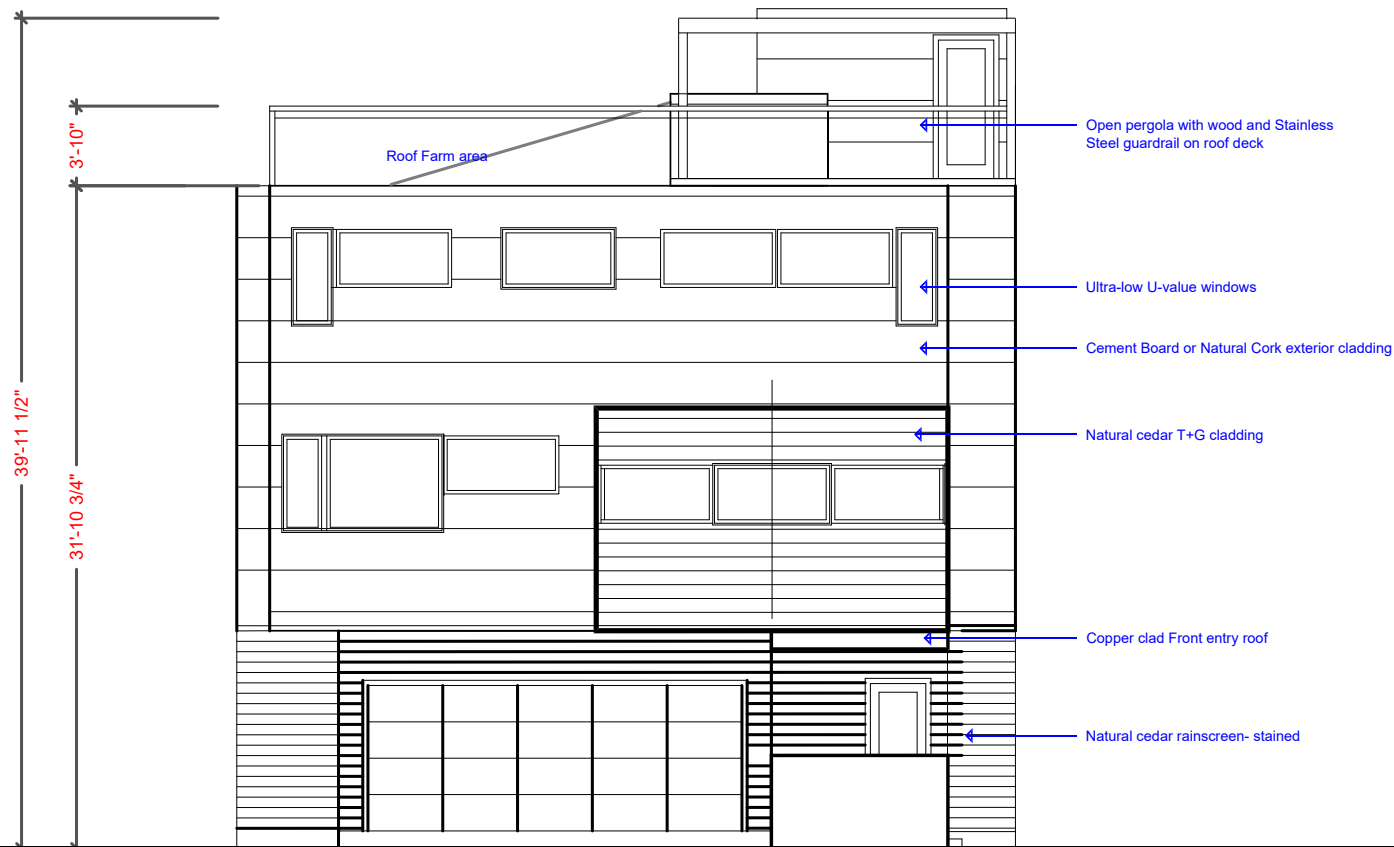 Open pergola with wood and Stainless
Steel guardrail on roof deck
3'-10"
Roof Farm area
Ultra-low U-value windows
Cement Board or Natural Cork exterior cladding
39'-11 1/2"
Natural cedar T+G cladding
31'-10 3/4"
Copper clad Front entry roof
Natural cedar rainscreen- stained